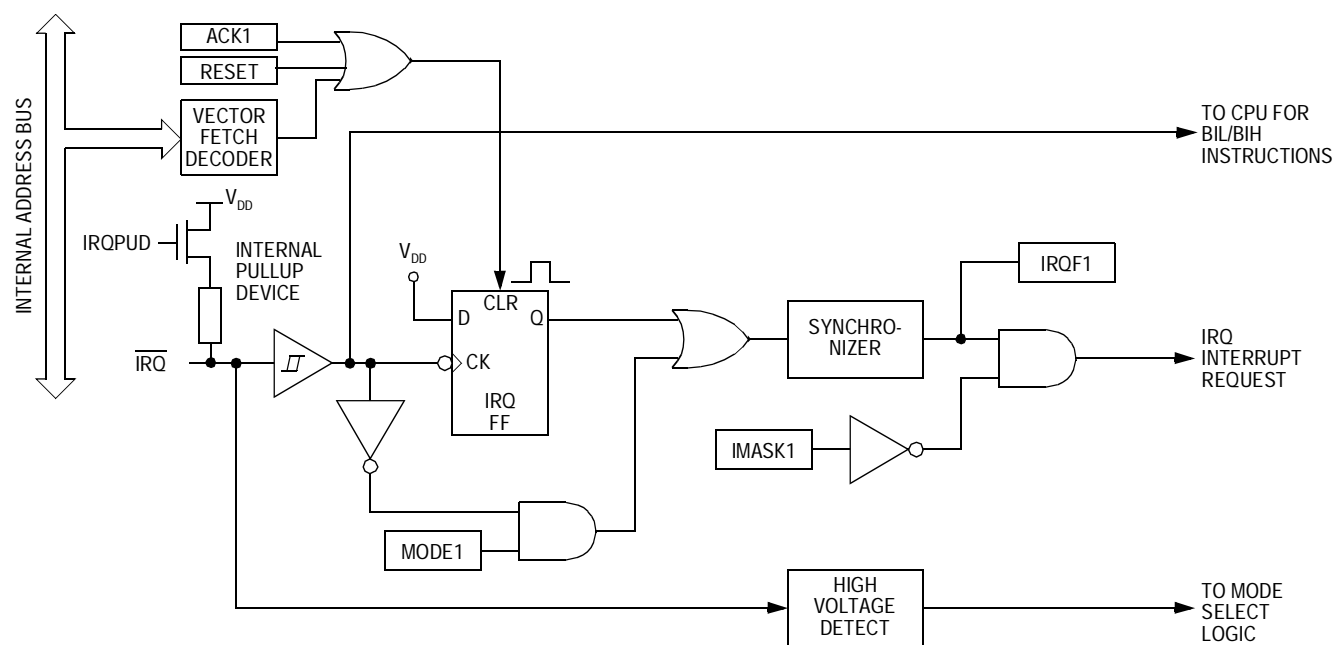 INTERNAL ADDRESS BUS
ACK1
RESET
VECTOR
FETCH
DECODER
TO CPU FOR
BIL/BIH
INSTRUCTIONS
VDD
IRQPUD
INTERNAL
PULLUP
DEVICE
VDD
CLR
D
Q
CK
IRQ
FF
IRQ
SYNCHRO-
NIZER
IRQF1
IRQ
INTERRUPT
REQUEST
IMASK1
MODE1
HIGH
VOLTAGE
DETECT
TO MODE
SELECT
LOGIC